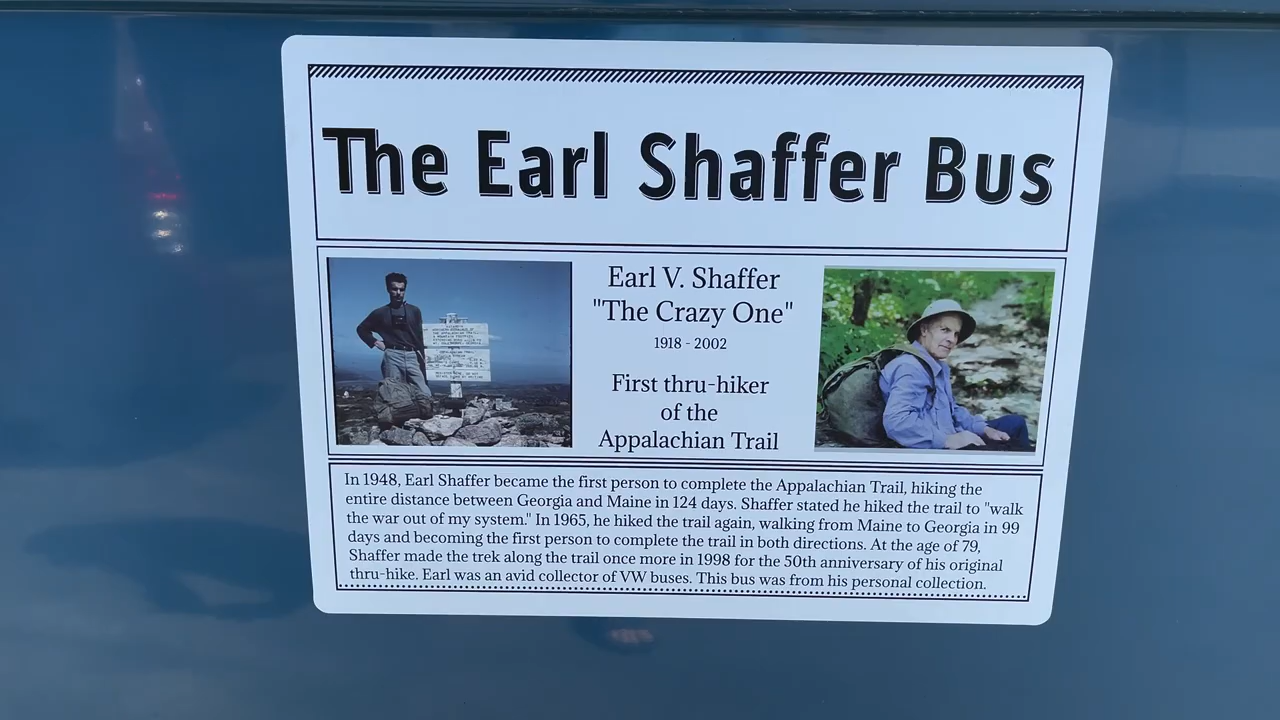 The Earl Shaffer Bus
Earl V. Shaffer
"The Crazy One"
1918 - 2002
First thru-hiker
of the
Appalachian Trail
In 1948, Earl Shaffer became the first person to complete the Appalachian Trail, hiking the
entire distance between Georgia and Maine in 124 days. Shaffer stated he hiked the trail to "walk
the war out of my system." In 1965, he hiked the trail again, walking from Maine to Georgia in 99
days and becoming the first person to complete the trail in both directions. At the age of 79,
Shaffer made the trek along the trail once more in 1998 for the 50th anniversary of his original
thru-hike. Earl was an avid collector of VW buses. This bus was from his personal collection.